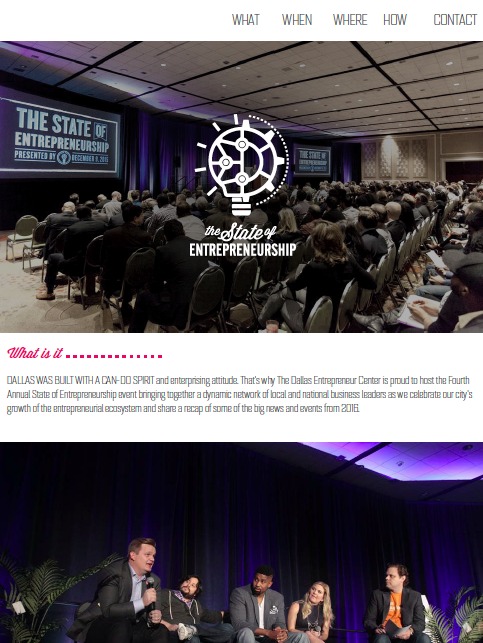 WHAT WHEN WHERE HOW CONTACT
THE STATE OF
ENTREPRENEURSHIP
PRESENTED BY DECEMBER 9, 2015
THE STATE OF
ENTREPRENEURSHIP
the State of
ENTREPRENEURSHIP
What is it
DALLAS WAS BUILT WITH A CAN-DO SPIRIT and enterprising attitude. That's why The Dallas Entrepreneur Center is proud to host the Fourth
Annual State of Entrepreneurship event bringing together a dynamic network of local and national business leaders as we celebrate our city's
growth of the entrepreneurial ecosystem and share a recap of some of the big news and events from 2016.